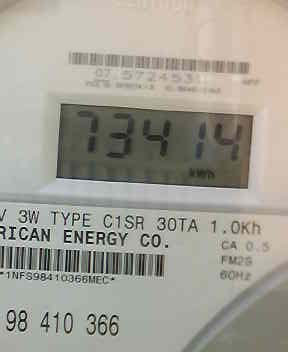 07.572453
73414
kWh
V 3W TYPE C1SR 30TA 1.0Kh
RICAN ENERGY CO.
CA 0.5
FM2S
60Hz
*1NFS98410366MEC*
98 410 366